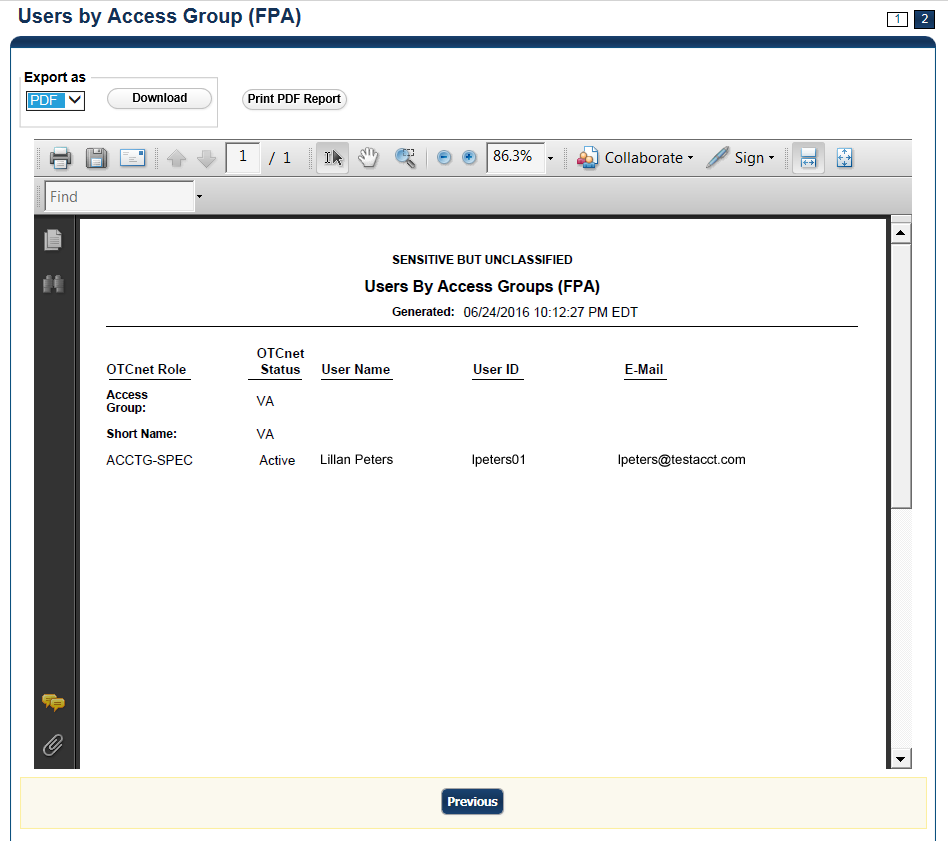 Users by Access Group (FPA)
1 2
Export as
PDF Download Print PDF Report
1 / 1 86.3% Collaborate Sign
Find
SENSITIVE BUT UNCLASSIFIED
Users By Access Groups (FPA)
Generated: 06/24/2016 10:12:27 PM EDT
OTCnet Role OTCnet Status User Name User ID E-Mail
Access Group: VA
Short Name: VA
ACCTG-SPEC Active Lillan Peters lpeters01 lpeters@testacct.com
Previous